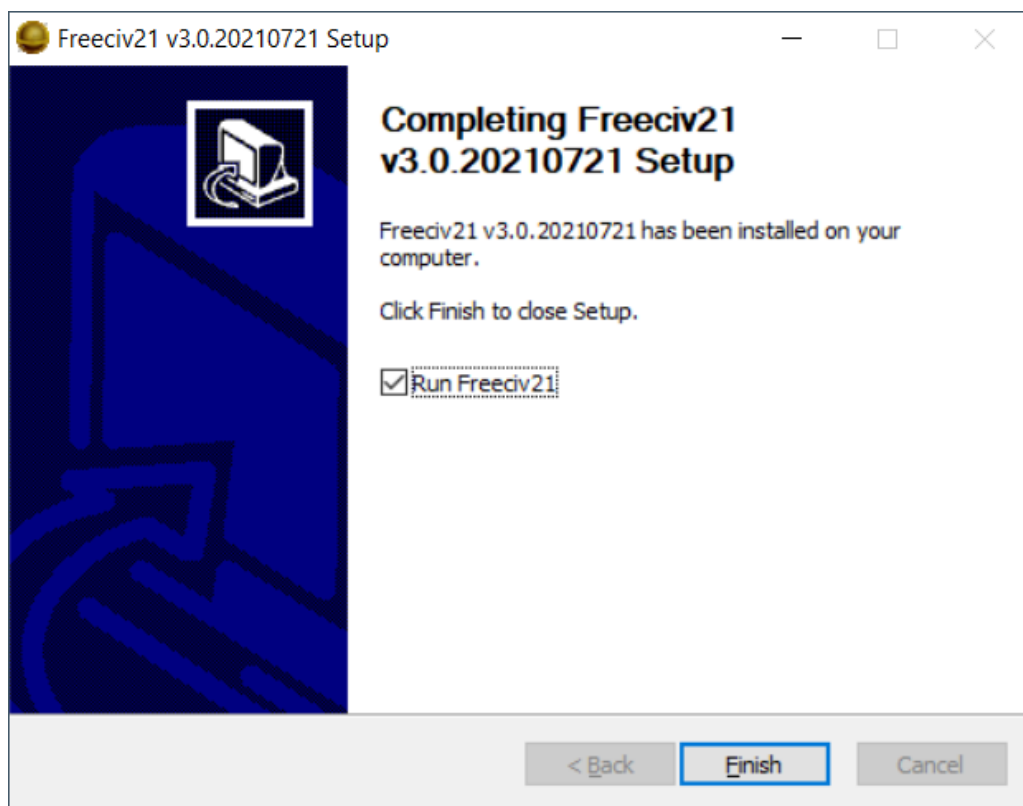 Freeciv21 v3.0.20210721 Setup
Completing Freeciv21
v3.0.20210721 Setup
Freeciv21 v3.0.20210721 has been installed on your
computer.
Click Finish to close Setup.
Run Freeciv21
< Back Finish Cancel